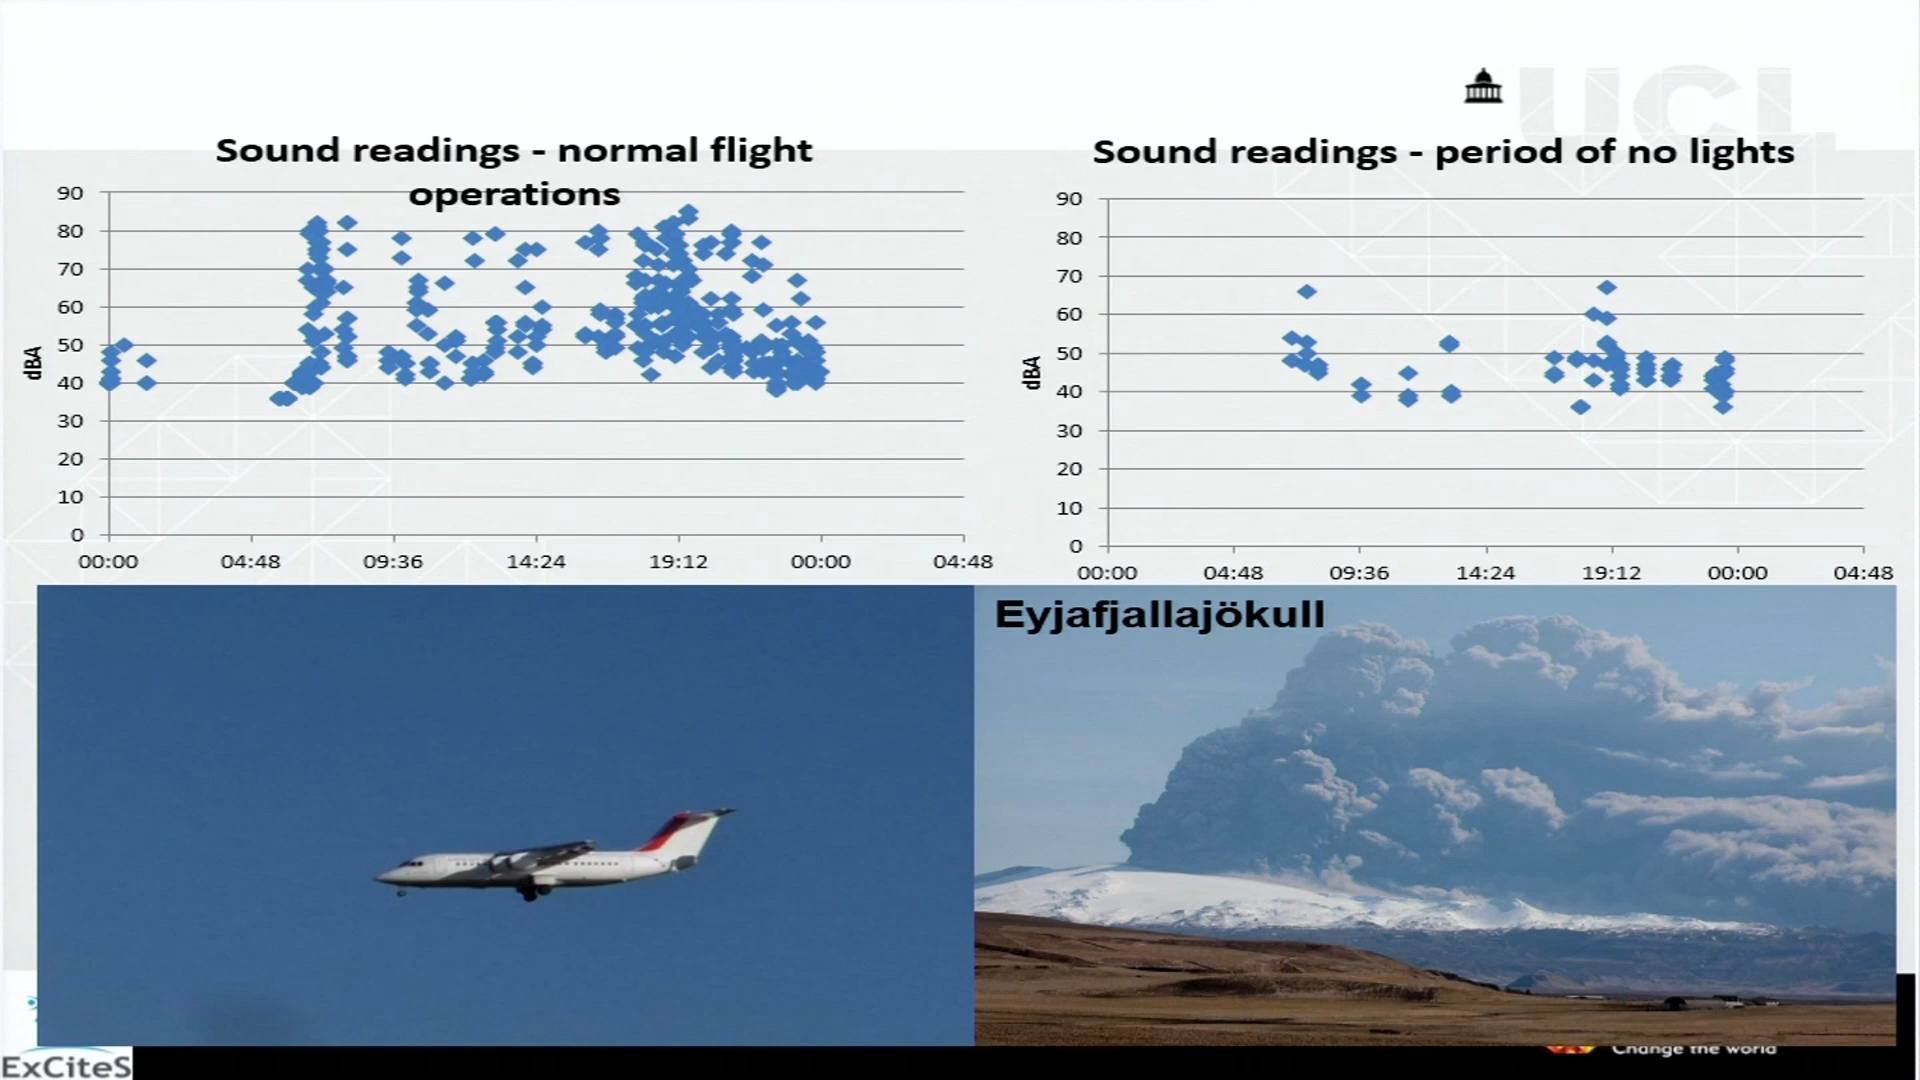 UCL
Sound readings - normal flight
operations
90
80
70
60
50
40
30
20
10
0
dBA
00:00 04:48 09:36 14:24 19:12 00:00 04:48
Sound readings - period of no lights
90
80
70
60
50
40
30
20
10
0
dBA
00:00 04:48 09:36 14:24 19:12 00:00 04:48
Eyjafjallajökull
ExCiteS
Change the world